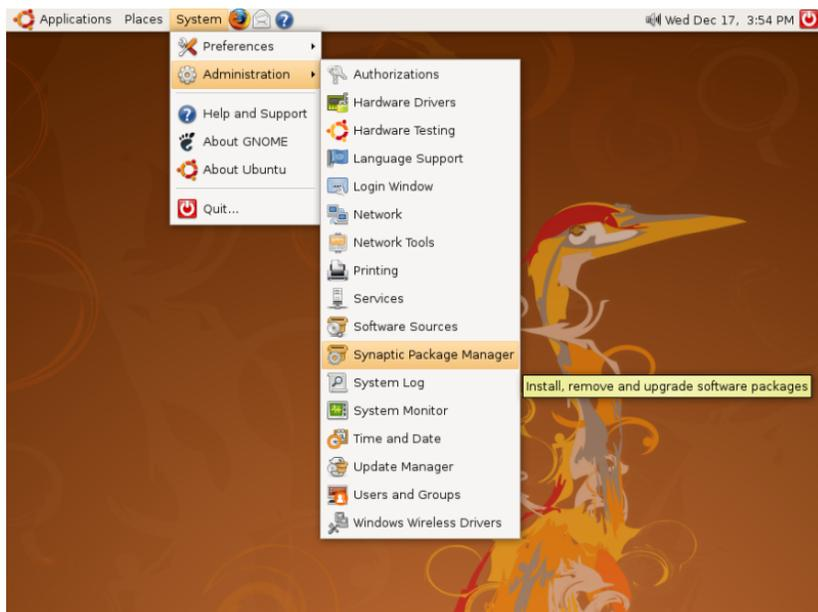 Applications Places System
Wed Dec 17, 3:54 PM
Preferences
Administration
Help and Support
About GNOME
About Ubuntu
Quit...
Authorizations
Hardware Drivers
Hardware Testing
Language Support
Login Window
Network
Network Tools
Printing
Services
Software Sources
Synaptic Package Manager
Install, remove and upgrade software packages
System Log
System Monitor
Time and Date
Update Manager
Users and Groups
Windows Wireless Drivers